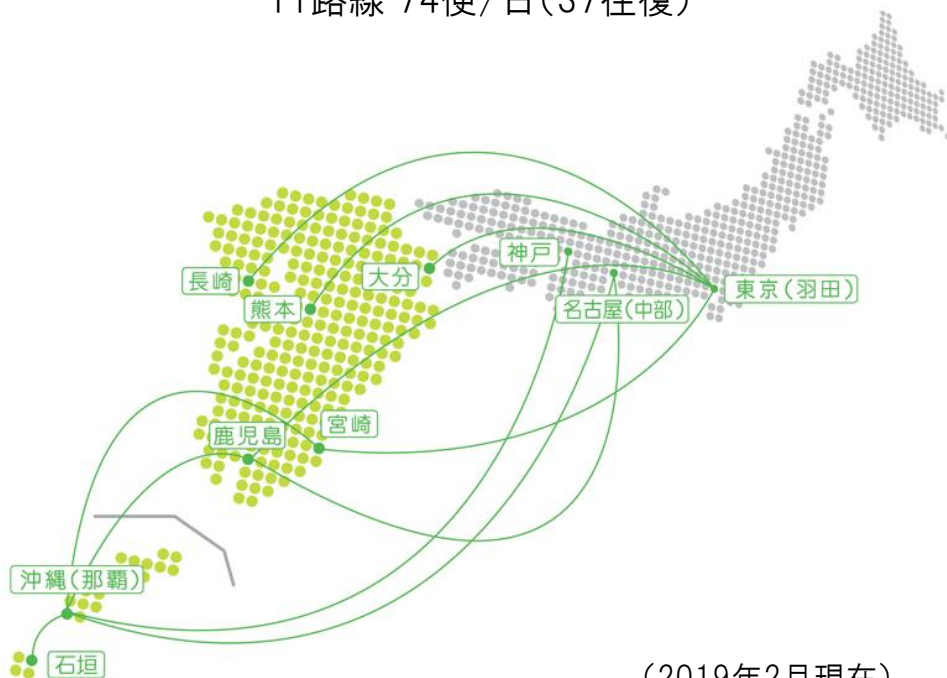 11路線 74便/日(37往復)
神戸
長崎
大分
東京(羽田)
熊本
名古屋(中部)
宮崎
鹿児島
沖縄(那覇)
石垣
(2019年2月現在)